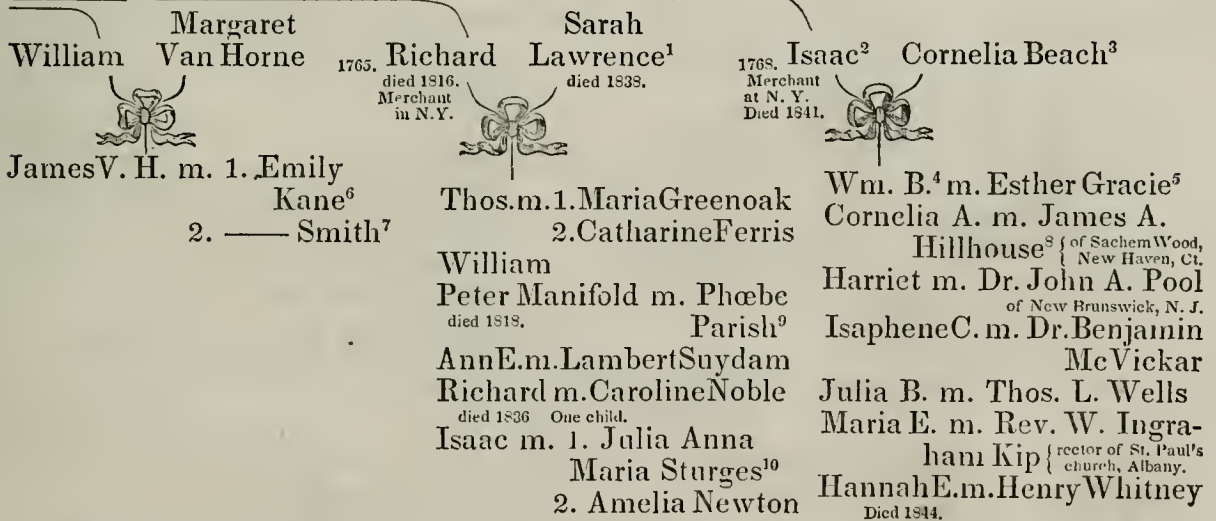 Margaret
William Van Horne
James V. H. m. 1. Emily
Kane⁶
2. —— Smith⁷
Sarah
1765. Richard Lawrence¹
died 1816. died 1838.
Merchant
in N.Y.
Thos. m. 1. Maria Greenoak
2. Catharine Ferris
William
Peter Manifold m. Phœbe
died 1818. Parish⁹
Ann E. m. Lambert Suydam
Richard m. Caroline Noble
died 1836 One child.
Isaac m. 1. Julia Anna
Maria Sturges¹⁰
2. Amelia Newton
1768. Isaac² Cornelia Beach³
Merchant
at N. Y.
Died 1841.
Wm. B.⁴ m. Esther Gracie⁵
Cornelia A. m. James A.
Hillhouse⁸ { of Sachem Wood,
New Haven, Ct.
Harriet m. Dr. John A. Pool
of New Brunswick, N. J.
Isaphene C. m. Dr. Benjamin
McVickar
Julia B. m. Thos. L. Wells
Maria E. m. Rev. W. Ingra-
ham Kip { rector of St. Paul's
church, Albany.
Hannah E. m. Henry Whitney
Died 1844.